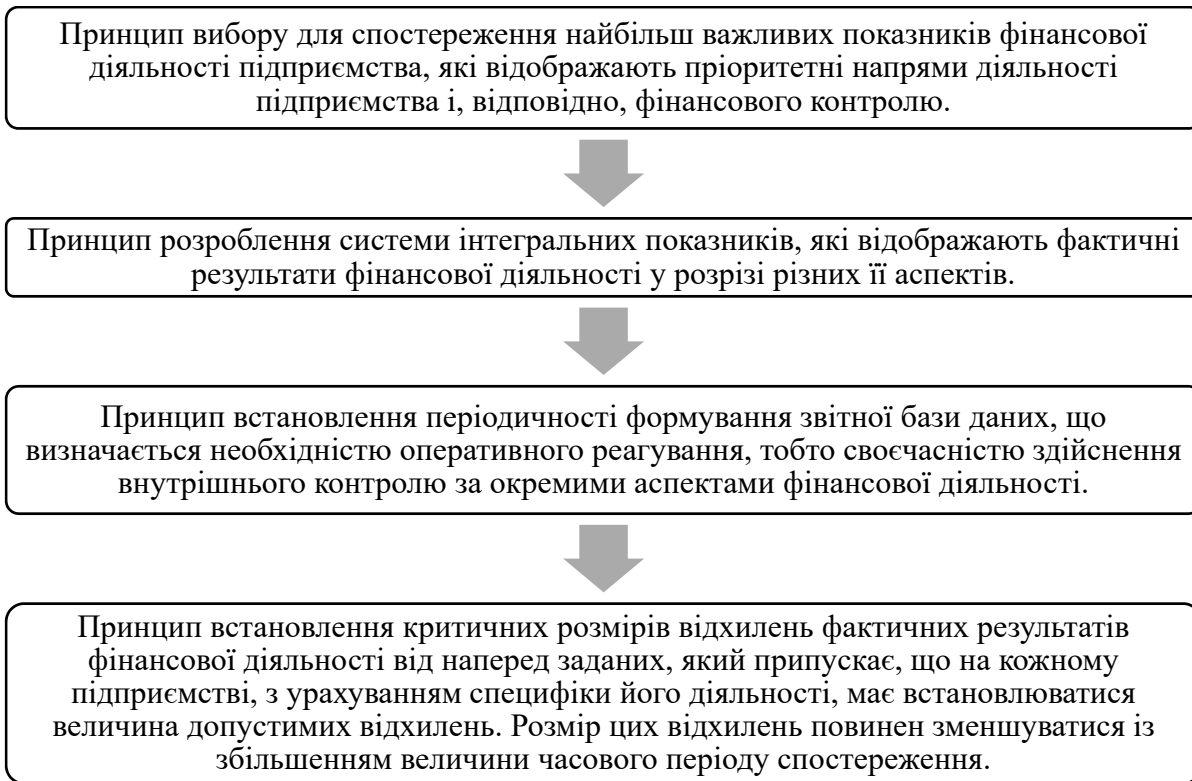 Принцип вибору для спостереження найбільш важливих показників фінансової
діяльності підприємства, які відображають пріоритетні напрями діяльності
підприємства і, відповідно, фінансового контролю.
Принцип розроблення системи інтегральних показників, які відображають фактичні
результати фінансової діяльності у розрізі різних її аспектів.
Принцип встановлення періодичності формування звітної бази даних, що
визначається необхідністю оперативного реагування, тобто своєчасністю здійснення
внутрішнього контролю за окремими аспектами фінансової діяльності.
Принцип встановлення критичних розмірів відхилень фактичних результатів
фінансової діяльності від наперед заданих, який припускає, що на кожному
підприємстві, з урахуванням специфіки його діяльності, має встановлюватися
величина допустимих відхилень. Розмір цих відхилень повинен зменшуватися із
збільшенням величини часового періоду спостереження.